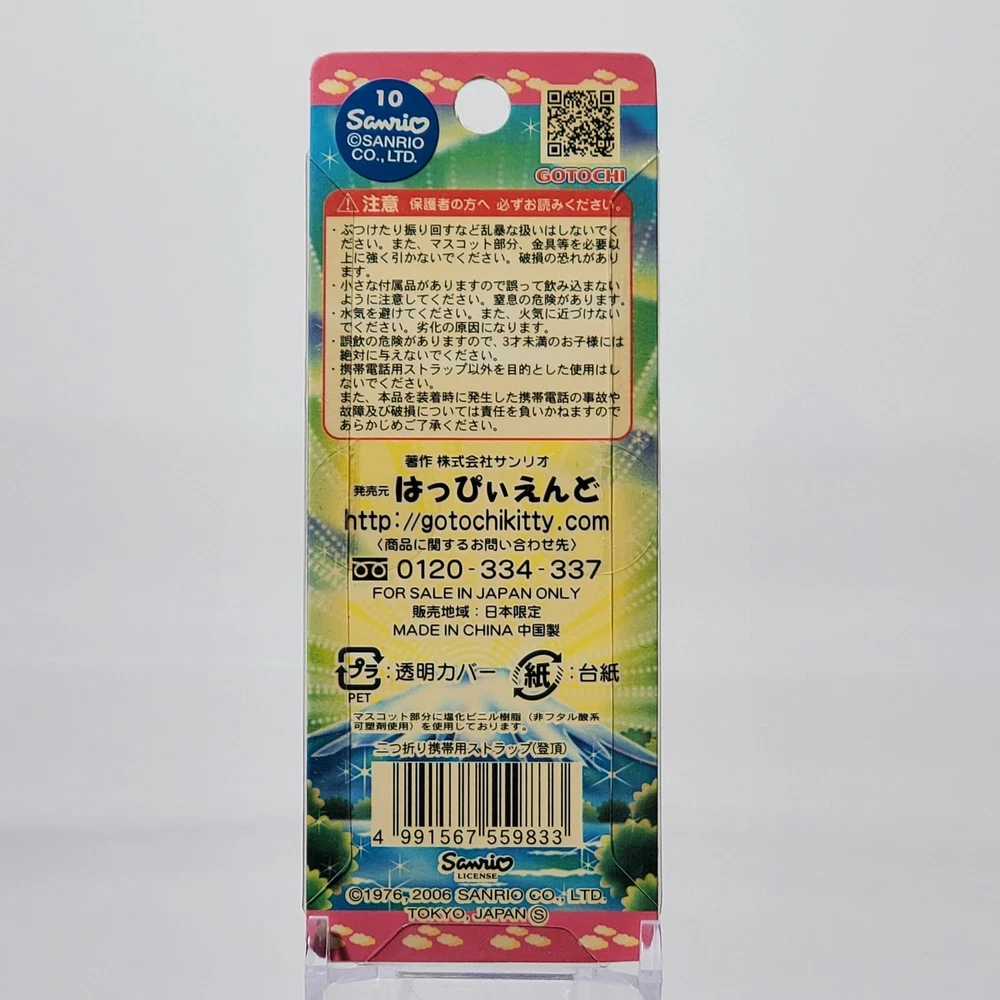 10
Sanrio
©SANRIO
CO., LTD.
GOTOCHI
注意 保護者の方へ 必ずお読みください。
・ぶつけたり振り回すなど乱暴な扱いはしないでく
ださい。また、マスコット部分、金具等を必要以
上に強く引かないでください。破損の恐れがあり
ます。
・小さな付属品がありますので誤って飲み込まない
ように注意してください。窒息の危険があります。
・水気を避けてください。また、火気に近づけない
でください。劣化の原因になります。
・誤飲の危険がありますので、3才未満のお子様には
絶対に与えないでください。
・携帯電話用ストラップ以外を目的とした使用はし
ないでください。
また、本品を装着時に発生した携帯電話の事故や
故障及び破損については責任を負いかねますので
あらかじめご了承ください。
著作 株式会社サンリオ
発売元 はっぴぃえんど
http://gotochikitty.com
〈商品に関するお問い合わせ先〉
0120-334-337
FOR SALE IN JAPAN ONLY
販売地域：日本限定
MADE IN CHINA 中国製
プラ：透明カバー 紙：台紙
PET
マスコット部分に塩化ビニル樹脂（非フタル酸系
可塑剤使用）を使用しております。
二つ折り携帯用ストラップ(登頂)
4 991567 559833
Sanrio
LICENSE
©1976, 2006 SANRIO CO., LTD.
TOKYO, JAPAN Ⓢ